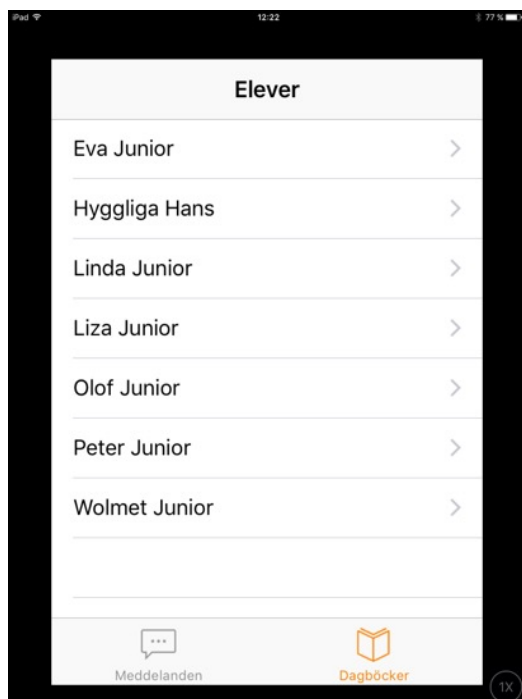 iPad 12:22 77 %
Elever
Eva Junior
Hyggliga Hans
Linda Junior
Liza Junior
Olof Junior
Peter Junior
Wolmet Junior
Meddelanden Dagböcker
1X